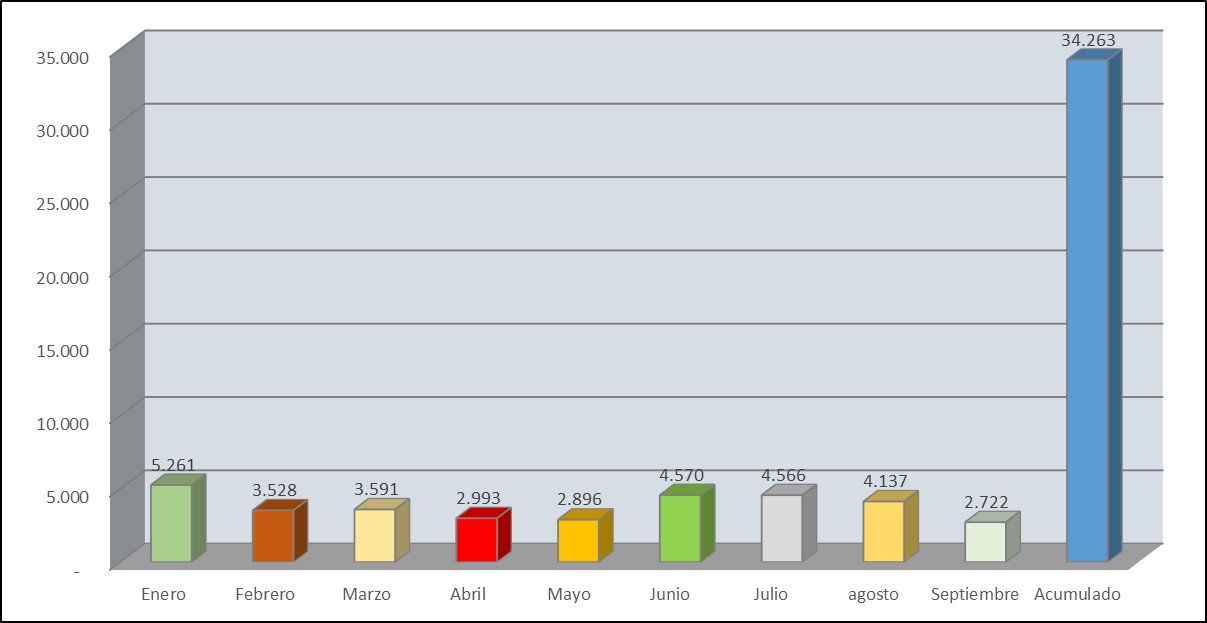 35.000
30.000
25.000
20.000
15.000
10.000
5.000
-
5.261
3.528
3.591
2.993
2.896
4.570
4.566
4.137
2.722
34.263
Enero
Febrero
Marzo
Abril
Mayo
Junio
Julio
agosto
Septiembre
Acumulado